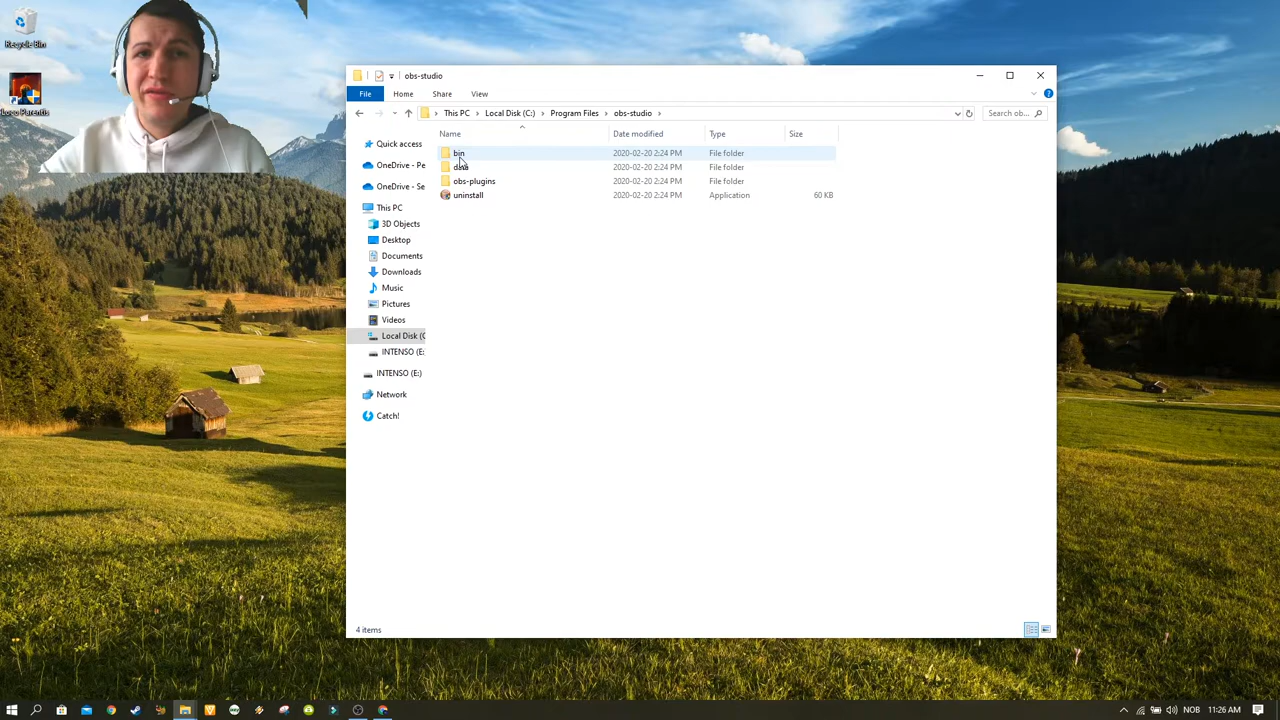 Recycle Bin
Loco Parentis
obs-studio
File Home Share View
This PC Local Disk (C:) Program Files obs-studio
Search ob...
Name Date modified Type Size
bin 2020-02-20 2:24 PM File folder
data 2020-02-20 2:24 PM File folder
obs-plugins 2020-02-20 2:24 PM File folder
uninstall 2020-02-20 2:24 PM Application 60 KB
Quick access
OneDrive - Pe
OneDrive - Se
This PC
3D Objects
Desktop
Documents
Downloads
Music
Pictures
Videos
Local Disk (C
INTENSO (E:
INTENSO (E:)
Network
Catch!
4 items
NOB 11:26 AM